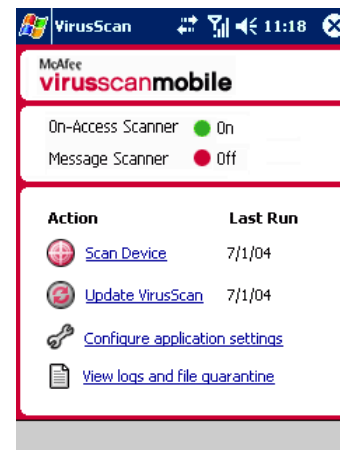 VirusScan 11:18
McAfee
virusscanmobile
On-Access Scanner On
Message Scanner Off
Action Last Run
Scan Device 7/1/04
Update VirusScan 7/1/04
Configure application settings
View logs and file quarantine